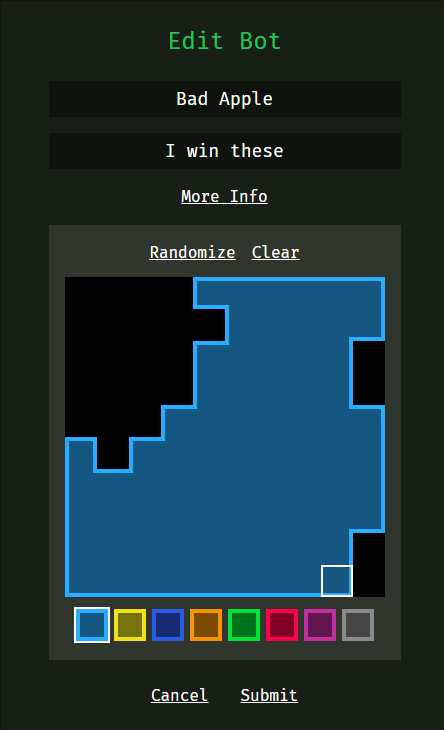 Edit Bot
Bad Apple
I win these
More Info
Randomize Clear
Cancel Submit